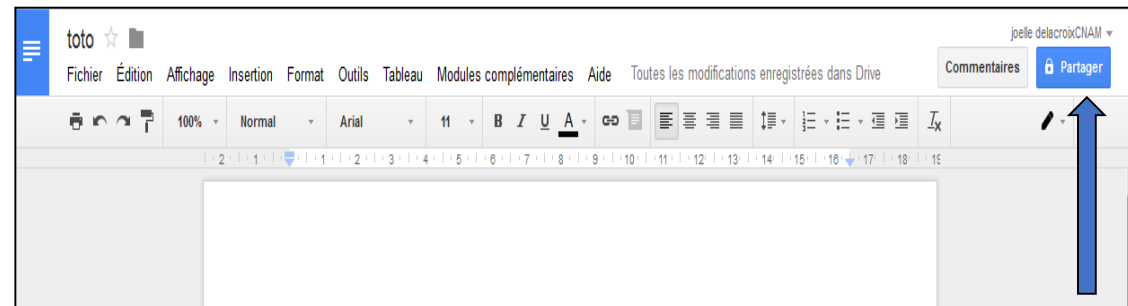 toto
joelle delacroixCNAM
Fichier Édition Affichage Insertion Format Outils Tableau Modules complémentaires Aide Toutes les modifications enregistrées dans Drive
Commentaires Partager
100% Normal Arial 11 B I U A
2 1 1 2 3 4 5 6 7 8 9 10 11 12 13 14 15 16 17 18 19